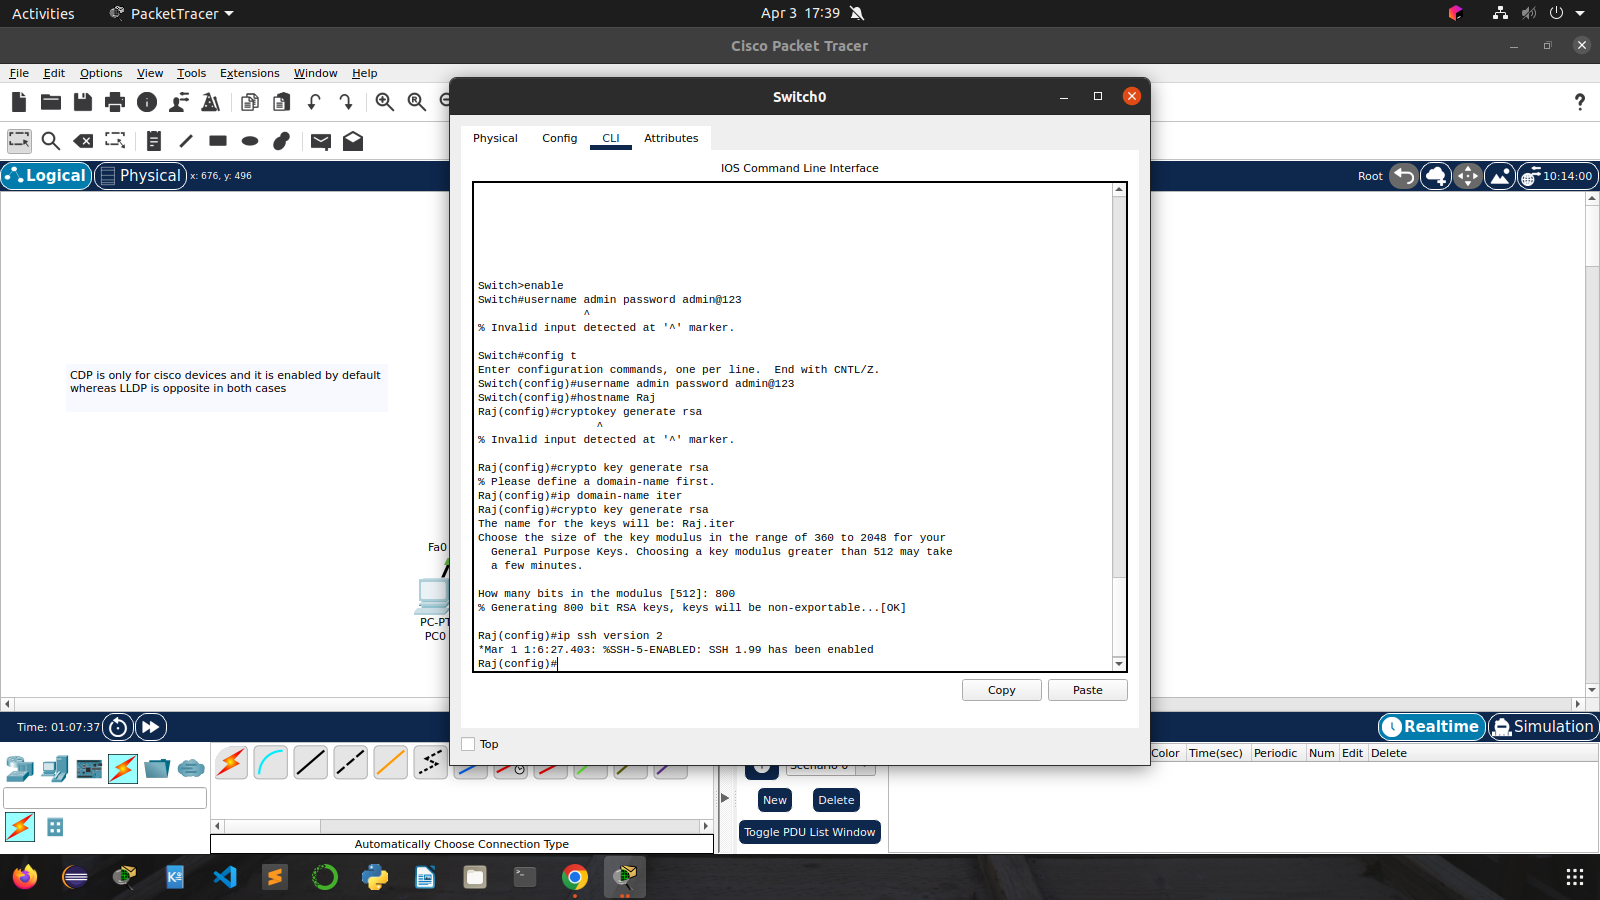 Activities
PacketTracer
Apr 3 17:39
Cisco Packet Tracer
File Edit Options View Tools Extensions Window Help
Switch0
Physical Config CLI Attributes
IOS Command Line Interface
Logical
Physical
x: 676, y: 496
Root
10:14:00
Switch>enable
Switch#username admin password admin@123
^
% Invalid input detected at '^' marker.
Switch#config t
Enter configuration commands, one per line.  End with CNTL/Z.
Switch(config)#username admin password admin@123
Switch(config)#hostname Raj
Raj(config)#cryptokey generate rsa
^
% Invalid input detected at '^' marker.
Raj(config)#crypto key generate rsa
% Please define a domain-name first.
Raj(config)#ip domain-name iter
Raj(config)#crypto key generate rsa
The name for the keys will be: Raj.iter
Choose the size of the key modulus in the range of 360 to 2048 for your
General Purpose Keys. Choosing a key modulus greater than 512 may take
a few minutes.
How many bits in the modulus [512]: 800
% Generating 800 bit RSA keys, keys will be non-exportable...[OK]
Raj(config)#ip ssh version 2
*Mar 1 1:6:27.403: %SSH-5-ENABLED: SSH 1.99 has been enabled
Raj(config)#
Copy
Paste
Top
CDP is only for cisco devices and it is enabled by default
whereas LLDP is opposite in both cases
Fa0
PC-PT
PC0
Time: 01:07:37
Realtime
Simulation
Scenario 0
New
Delete
Toggle PDU List Window
Color Time(sec) Periodic Num Edit Delete
Automatically Choose Connection Type